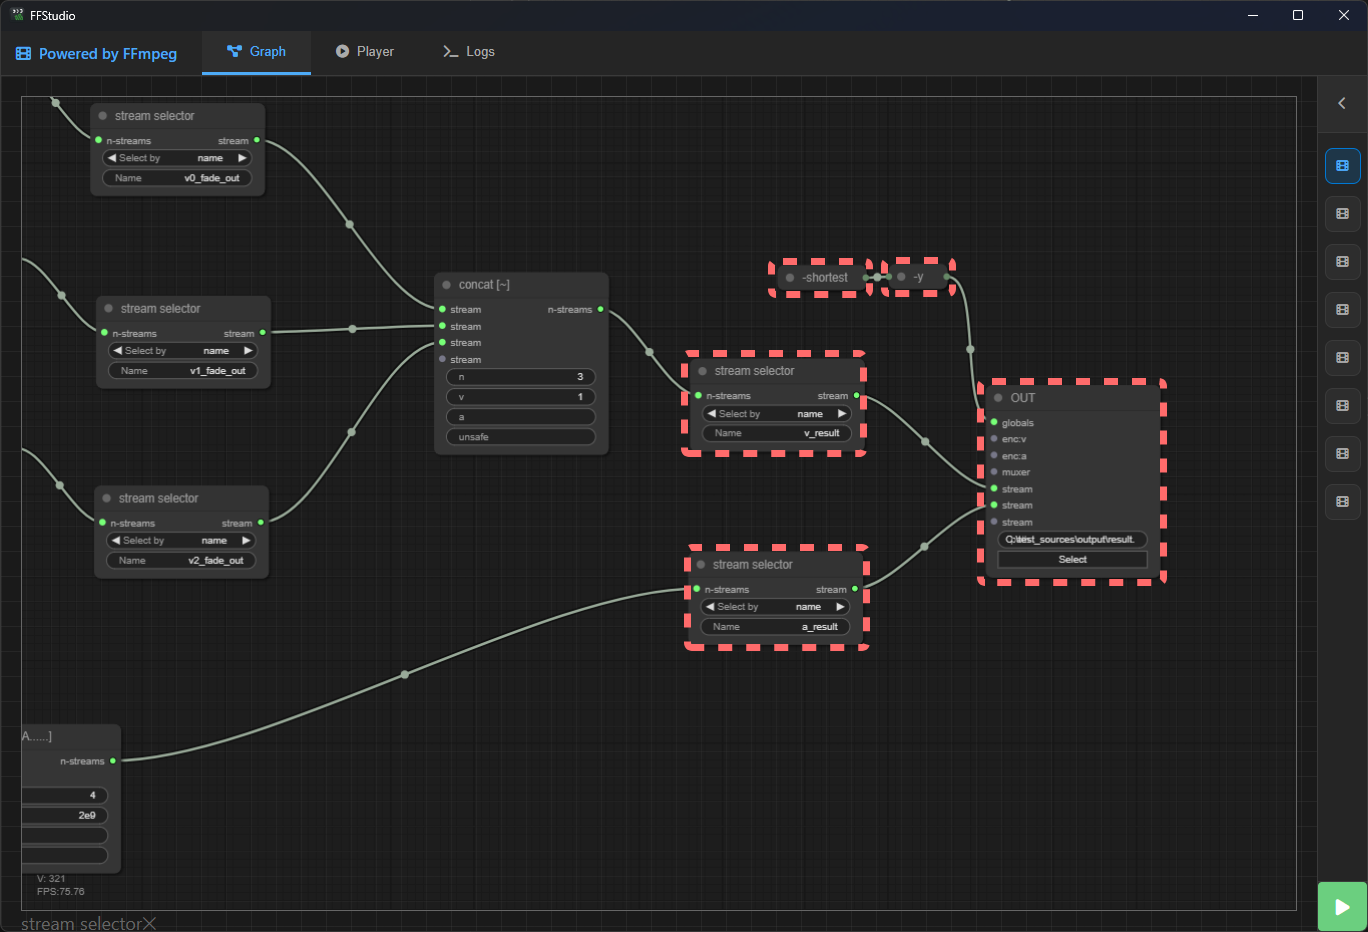 FFStudio
Powered by FFmpeg
Graph
Player
Logs
stream selector
n-streams stream
Select by name
Name v0_fade_out
stream selector
n-streams stream
Select by name
Name v1_fade_out
stream selector
n-streams stream
Select by name
Name v2_fade_out
concat [~]
stream n-streams
stream
stream
stream
n 3
v 1
a
unsafe
-shortest
-y
stream selector
n-streams stream
Select by name
Name v_result
stream selector
n-streams stream
Select by name
Name a_result
OUT
globals
enc:v
enc:a
muxer
stream
stream
stream
C:\test_sources\output\result.
Select
A.....]
n-streams
4
2e9
V: 321
FPS:75.76
stream selector